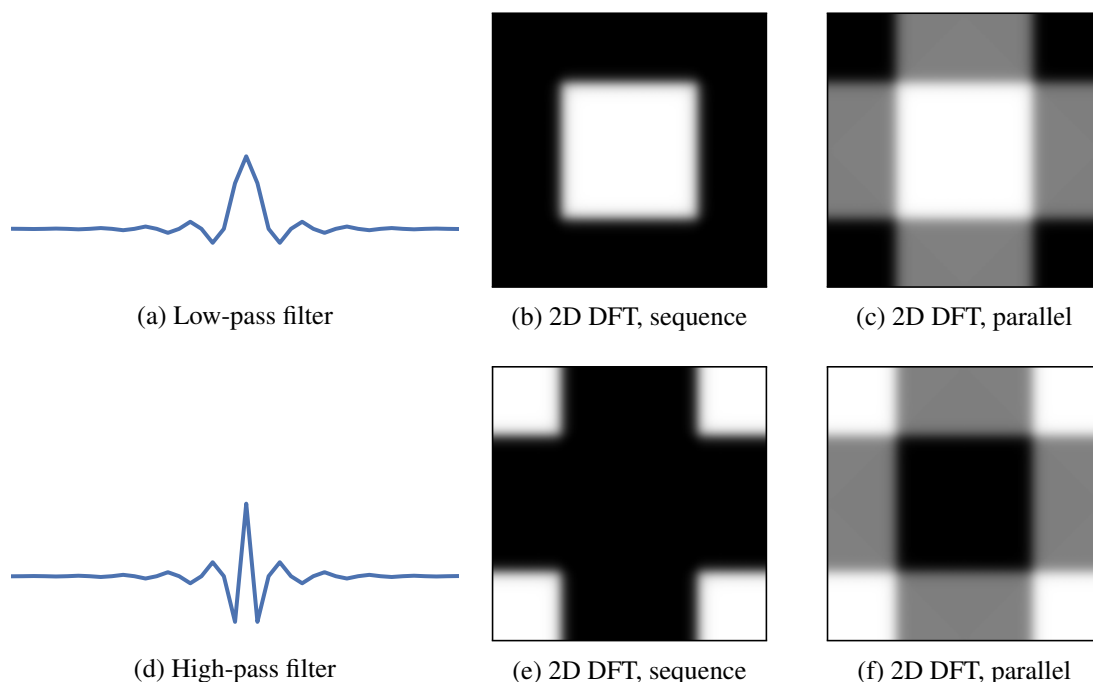 (a) Low-pass filter
(b) 2D DFT, sequence
(c) 2D DFT, parallel
(d) High-pass filter
(e) 2D DFT, sequence
(f) 2D DFT, parallel